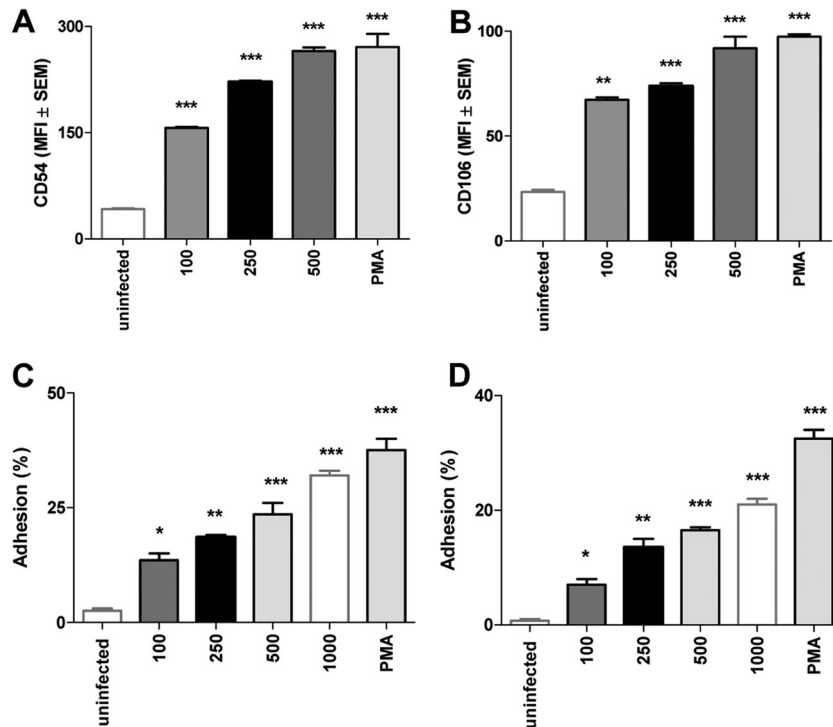 A
CD54 (MFI ± SEM)
300
150
0
***
***
***
***
uninfected
100
250
500
PMA
B
CD106 (MFI ± SEM)
100
50
0
**
***
***
***
uninfected
100
250
500
PMA
C
Adhesion (%)
50
25
0
*
**
***
***
***
uninfected
100
250
500
1000
PMA
D
Adhesion (%)
40
20
0
*
**
***
***
***
uninfected
100
250
500
1000
PMA